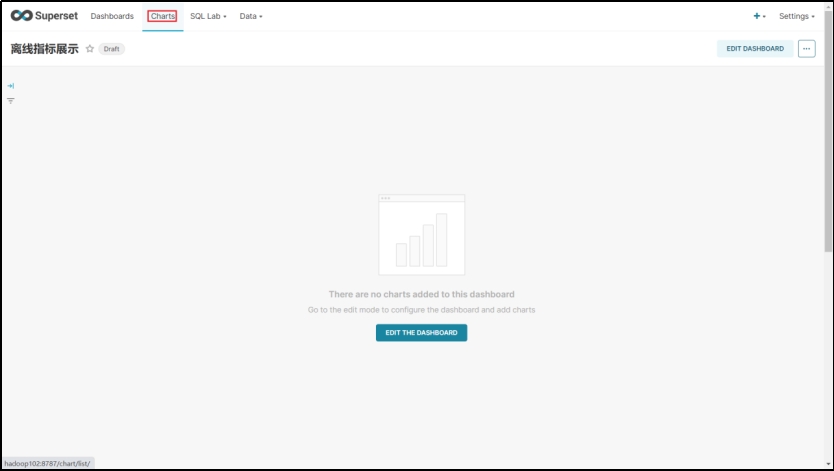 Superset Dashboards Charts SQL Lab Data Settings
离线指标展示 Draft EDIT DASHBOARD
There are no charts added to this dashboard
Go to the edit mode to configure the dashboard and add charts
EDIT THE DASHBOARD
hadoop102:8787/chart/list/